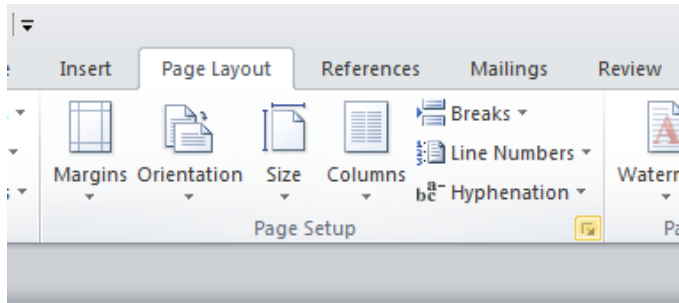 Insert Page Layout References Mailings Review
Breaks
Line Numbers
Margins Orientation Size Columns
Hyphenation
Page Setup